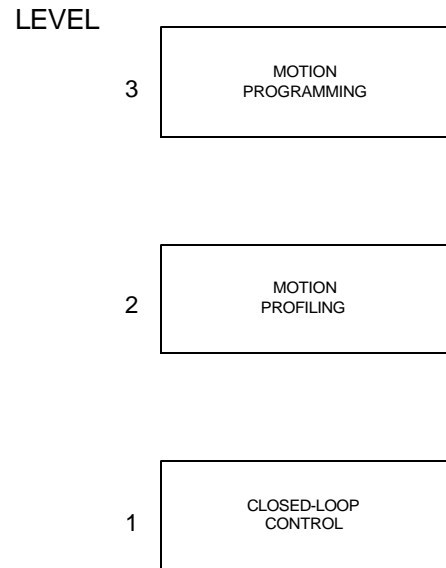 LEVEL
3
MOTION
PROGRAMMING
2
MOTION
PROFILING
1
CLOSED-LOOP
CONTROL